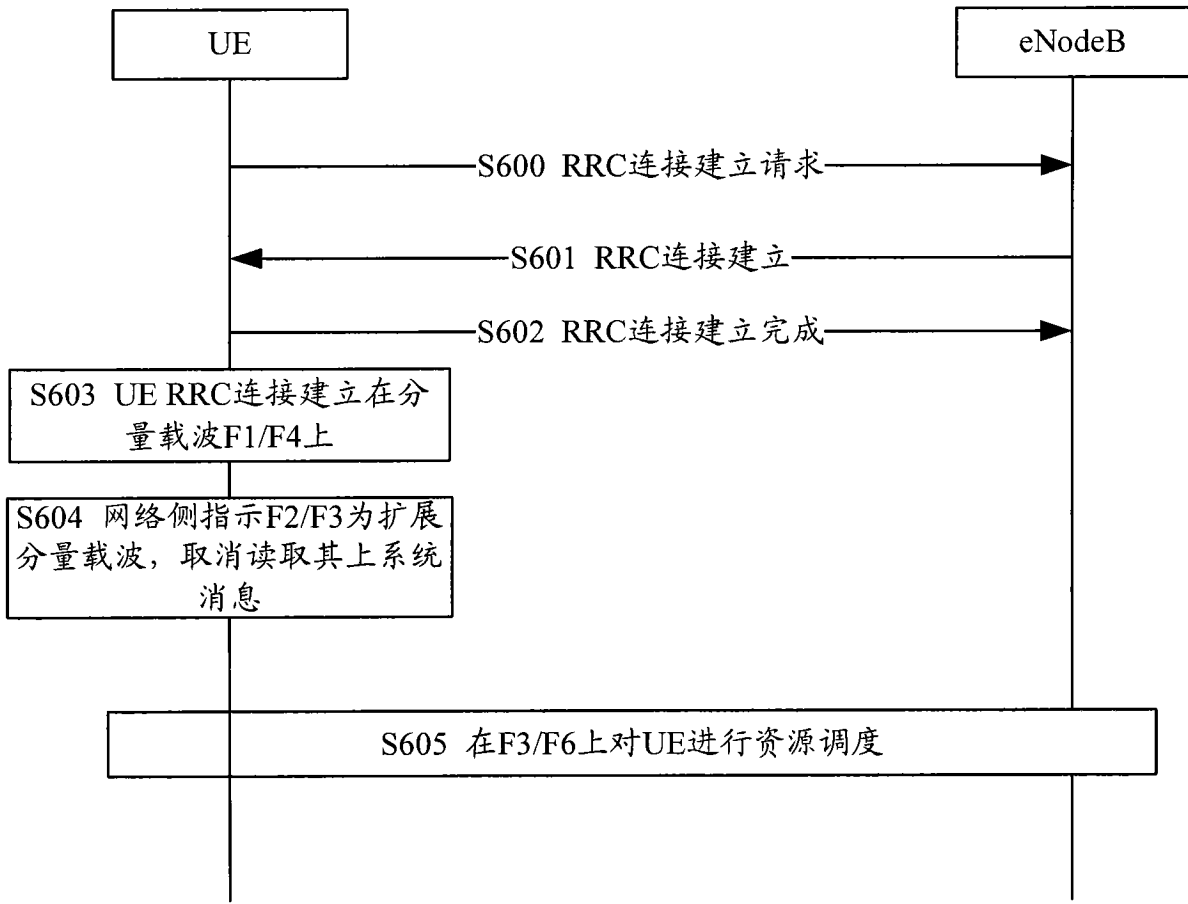 UE
eNodeB
S600 RRC连接建立请求
S601 RRC连接建立
S602 RRC连接建立完成
S603 UE RRC连接建立在分
量载波F1/F4上
S604 网络侧指示F2/F3为扩展
分量载波，取消读取其上系统
消息
S605 在F3/F6上对UE进行资源调度